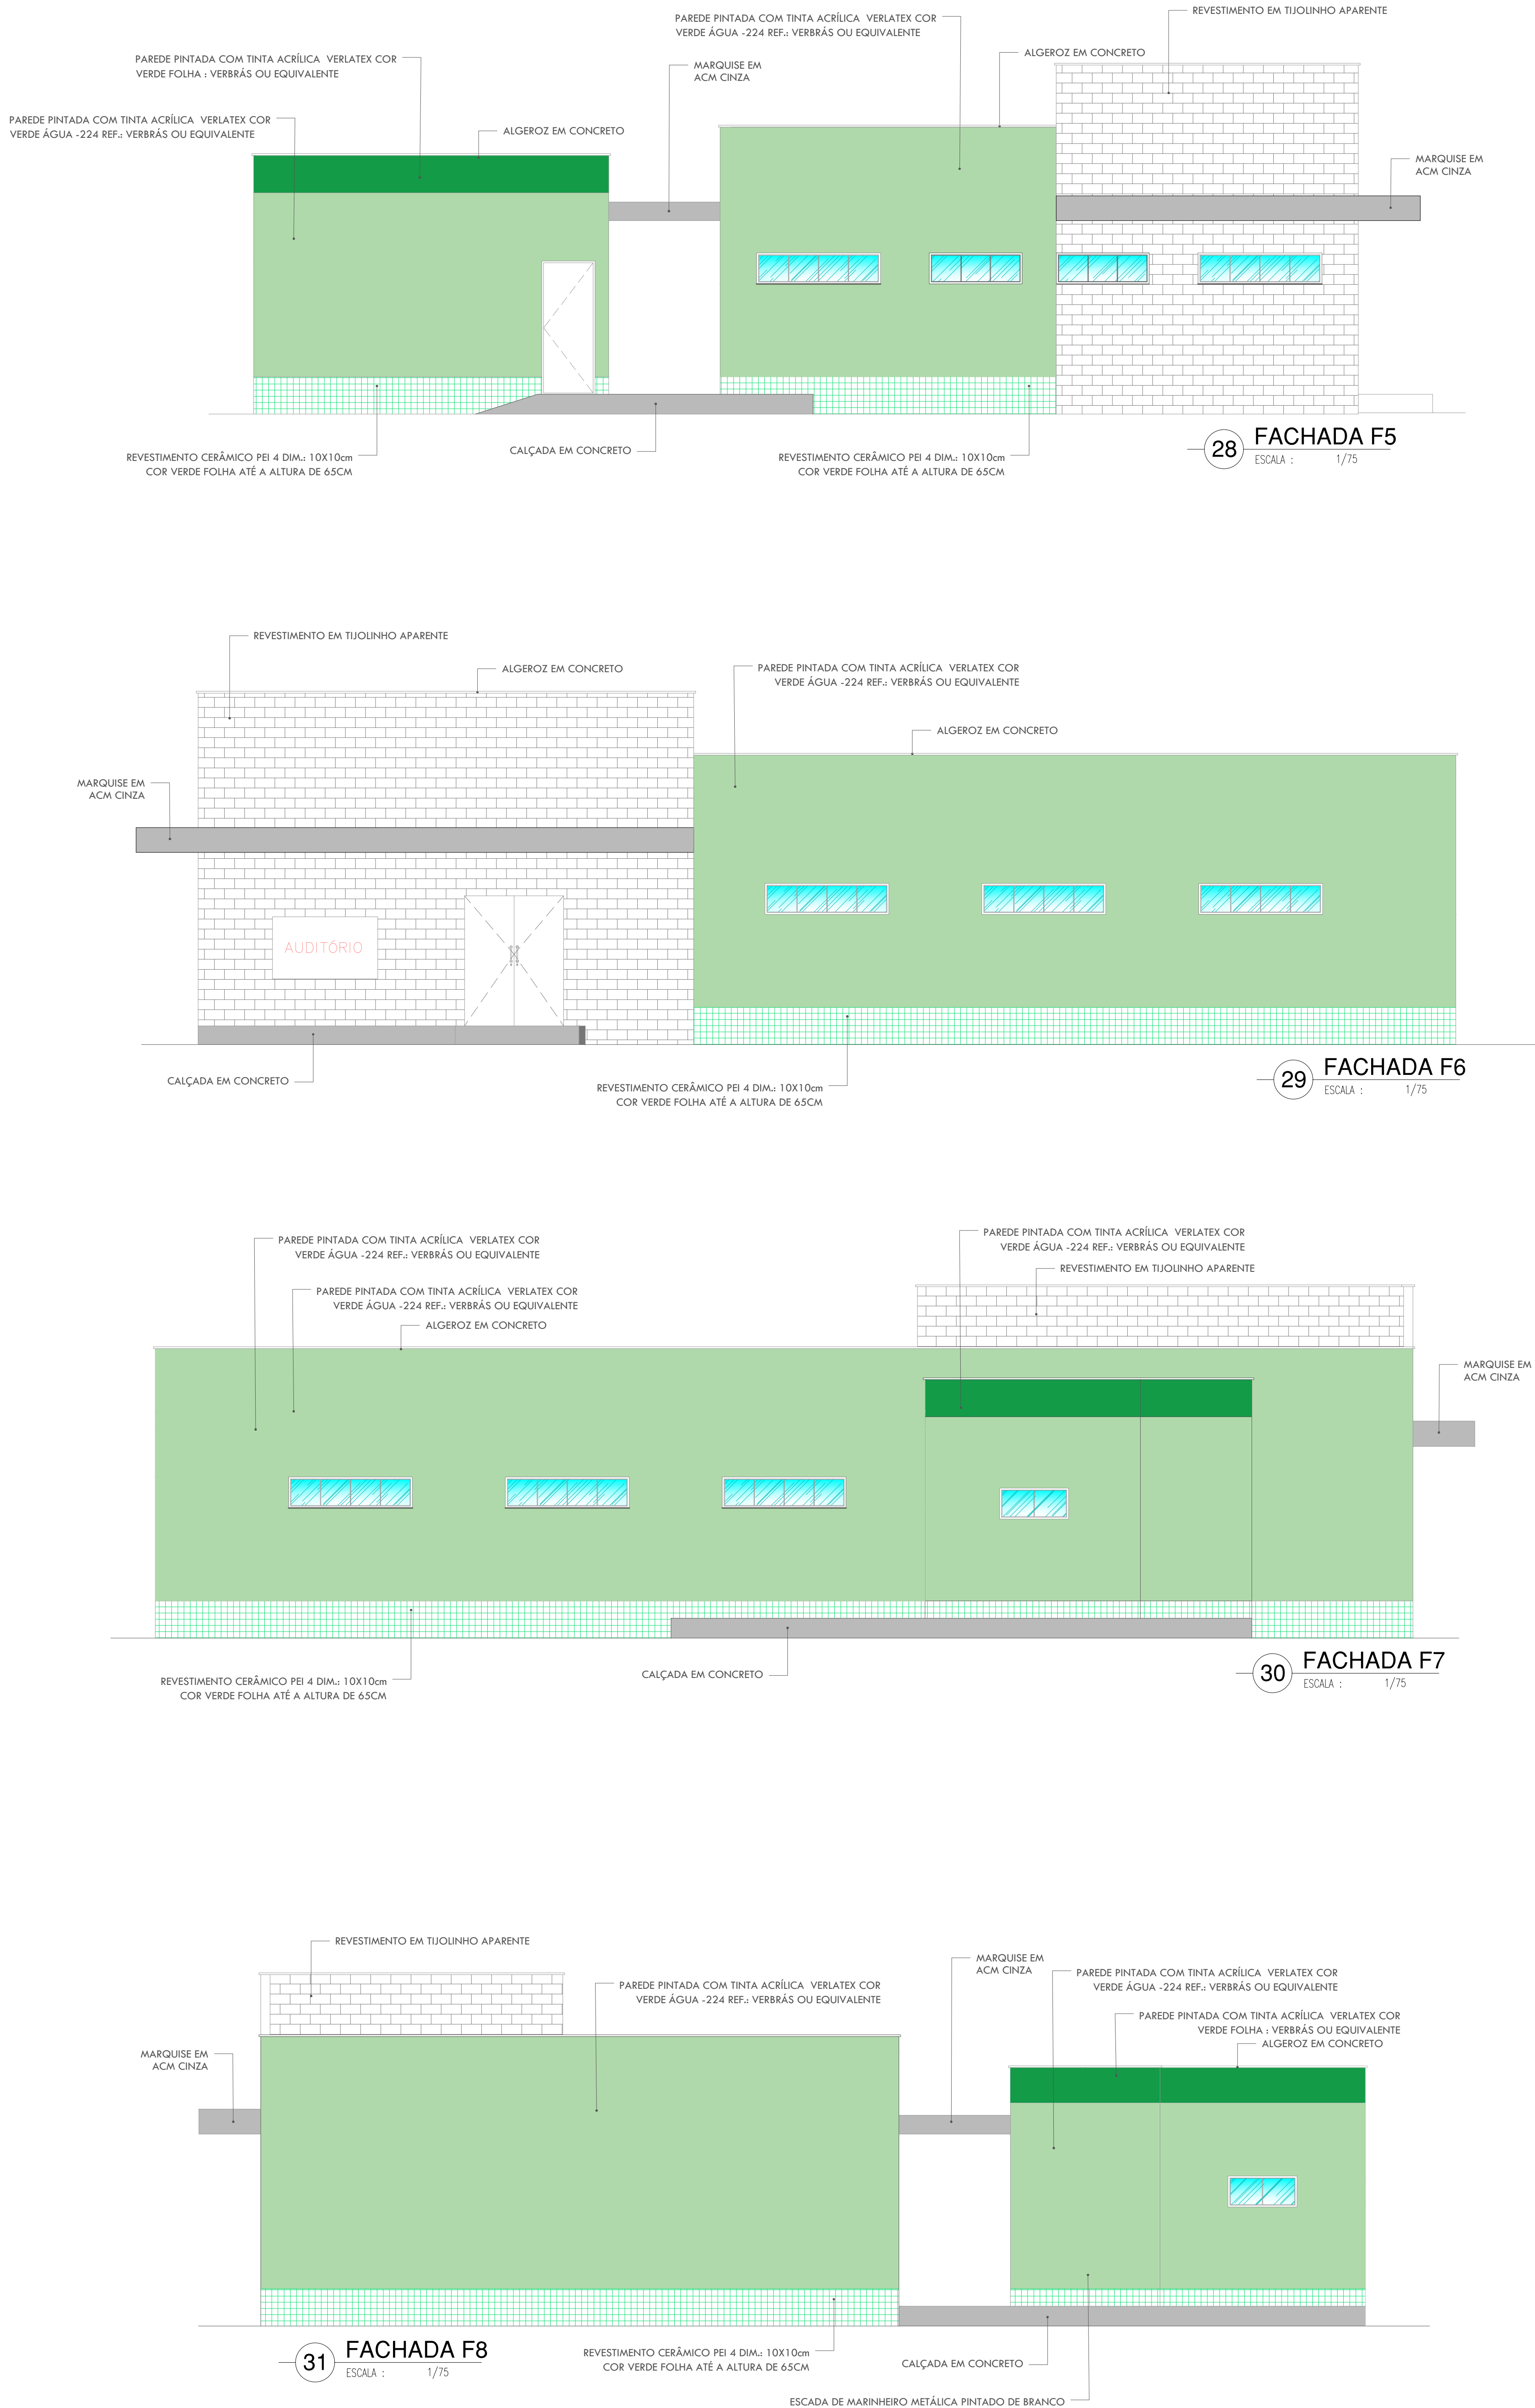 REVESTIMENTO EM TIJOLINHO APARENTE
PAREDE PINTADA COM TINTA ACRÍLICA VERLATEX COR
VERDE ÁGUA -224 REF.: VERBRÁS OU EQUIVALENTE
ALGEROZ EM CONCRETO
PAREDE PINTADA COM TINTA ACRÍLICA VERLATEX COR
VERDE FOLHA : VERBRÁS OU EQUIVALENTE
MARQUISE EM
ACM CINZA
PAREDE PINTADA COM TINTA ACRÍLICA VERLATEX COR
VERDE ÁGUA -224 REF.: VERBRÁS OU EQUIVALENTE
ALGEROZ EM CONCRETO
MARQUISE EM
ACM CINZA
REVESTIMENTO CERÂMICO PEI 4 DIM.: 10X10cm
COR VERDE FOLHA ATÉ A ALTURA DE 65CM
CALÇADA EM CONCRETO
REVESTIMENTO CERÂMICO PEI 4 DIM.: 10X10cm
COR VERDE FOLHA ATÉ A ALTURA DE 65CM
28 FACHADA F5
ESCALA : 1/75
REVESTIMENTO EM TIJOLINHO APARENTE
ALGEROZ EM CONCRETO
PAREDE PINTADA COM TINTA ACRÍLICA VERLATEX COR
VERDE ÁGUA -224 REF.: VERBRÁS OU EQUIVALENTE
ALGEROZ EM CONCRETO
MARQUISE EM
ACM CINZA
AUDITÓRIO
CALÇADA EM CONCRETO
REVESTIMENTO CERÂMICO PEI 4 DIM.: 10X10cm
COR VERDE FOLHA ATÉ A ALTURA DE 65CM
29 FACHADA F6
ESCALA : 1/75
PAREDE PINTADA COM TINTA ACRÍLICA VERLATEX COR
VERDE ÁGUA -224 REF.: VERBRÁS OU EQUIVALENTE
PAREDE PINTADA COM TINTA ACRÍLICA VERLATEX COR
VERDE ÁGUA -224 REF.: VERBRÁS OU EQUIVALENTE
REVESTIMENTO EM TIJOLINHO APARENTE
PAREDE PINTADA COM TINTA ACRÍLICA VERLATEX COR
VERDE ÁGUA -224 REF.: VERBRÁS OU EQUIVALENTE
ALGEROZ EM CONCRETO
MARQUISE EM
ACM CINZA
REVESTIMENTO CERÂMICO PEI 4 DIM.: 10X10cm
COR VERDE FOLHA ATÉ A ALTURA DE 65CM
CALÇADA EM CONCRETO
30 FACHADA F7
ESCALA : 1/75
REVESTIMENTO EM TIJOLINHO APARENTE
PAREDE PINTADA COM TINTA ACRÍLICA VERLATEX COR
VERDE ÁGUA -224 REF.: VERBRÁS OU EQUIVALENTE
MARQUISE EM
ACM CINZA
PAREDE PINTADA COM TINTA ACRÍLICA VERLATEX COR
VERDE ÁGUA -224 REF.: VERBRÁS OU EQUIVALENTE
PAREDE PINTADA COM TINTA ACRÍLICA VERLATEX COR
VERDE FOLHA : VERBRÁS OU EQUIVALENTE
ALGEROZ EM CONCRETO
MARQUISE EM
ACM CINZA
31 FACHADA F8
ESCALA : 1/75
REVESTIMENTO CERÂMICO PEI 4 DIM.: 10X10cm
COR VERDE FOLHA ATÉ A ALTURA DE 65CM
CALÇADA EM CONCRETO
ESCADA DE MARINHEIRO METÁLICA PINTADO DE BRANCO